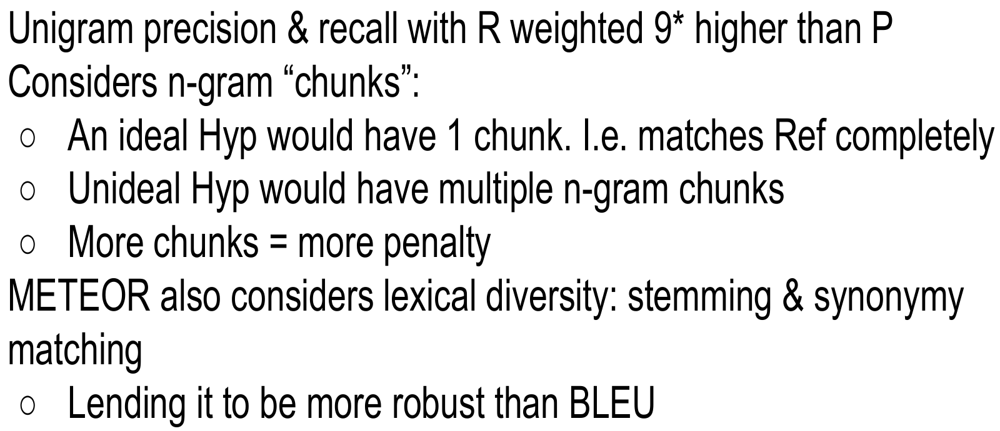 Unigram precision & recall with R weighted 9* higher than P
Considers n-gram “chunks”:
○ An ideal Hyp would have 1 chunk. I.e. matches Ref completely
○ Unideal Hyp would have multiple n-gram chunks
○ More chunks = more penalty
METEOR also considers lexical diversity: stemming & synonymy
matching
○ Lending it to be more robust than BLEU